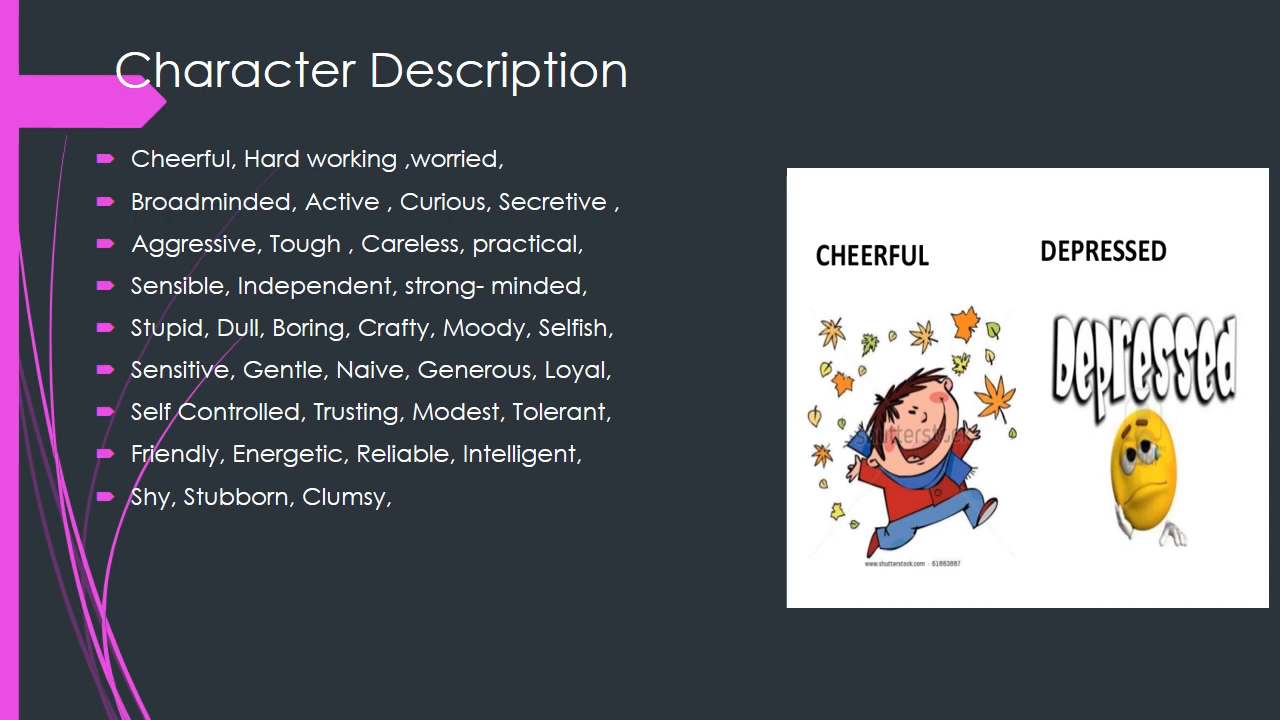 Character Description
Cheerful, Hard working ,worried,
Broadminded, Active , Curious, Secretive ,
Aggressive, Tough , Careless, practical,
Sensible, Independent, strong- minded,
Stupid, Dull, Boring, Crafty, Moody, Selfish,
Sensitive, Gentle, Naive, Generous, Loyal,
Self Controlled, Trusting, Modest, Tolerant,
Friendly, Energetic, Reliable, Intelligent,
Shy, Stubborn, Clumsy,
CHEERFUL
DEPRESSED
Depressed
shutterstock
www.shutterstock.com · 61663867